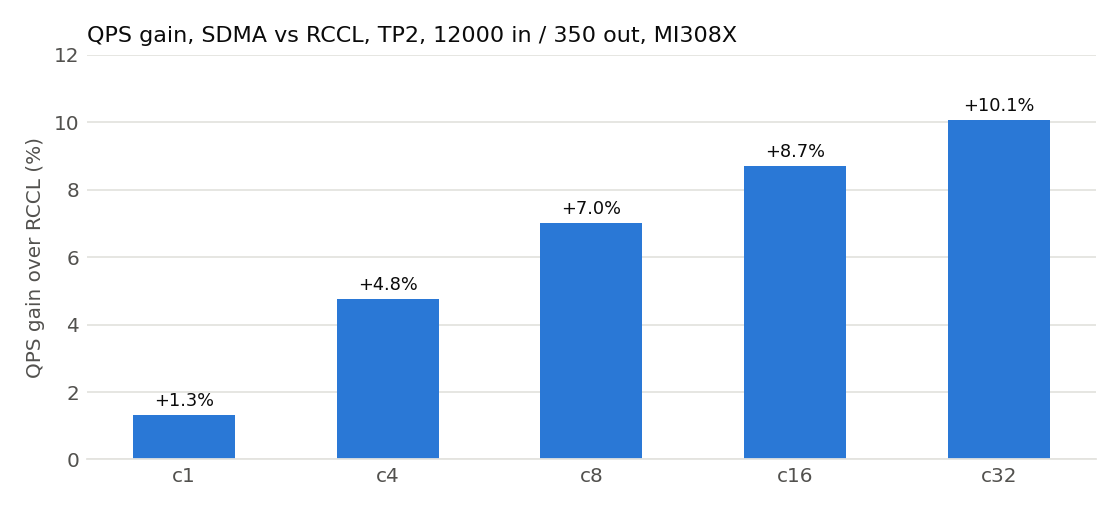 QPS gain, SDMA vs RCCL, TP2, 12000 in / 350 out, MI308X
QPS gain over RCCL (%)
12
10
8
6
4
2
0
+1.3%
+4.8%
+7.0%
+8.7%
+10.1%
c1
c4
c8
c16
c32